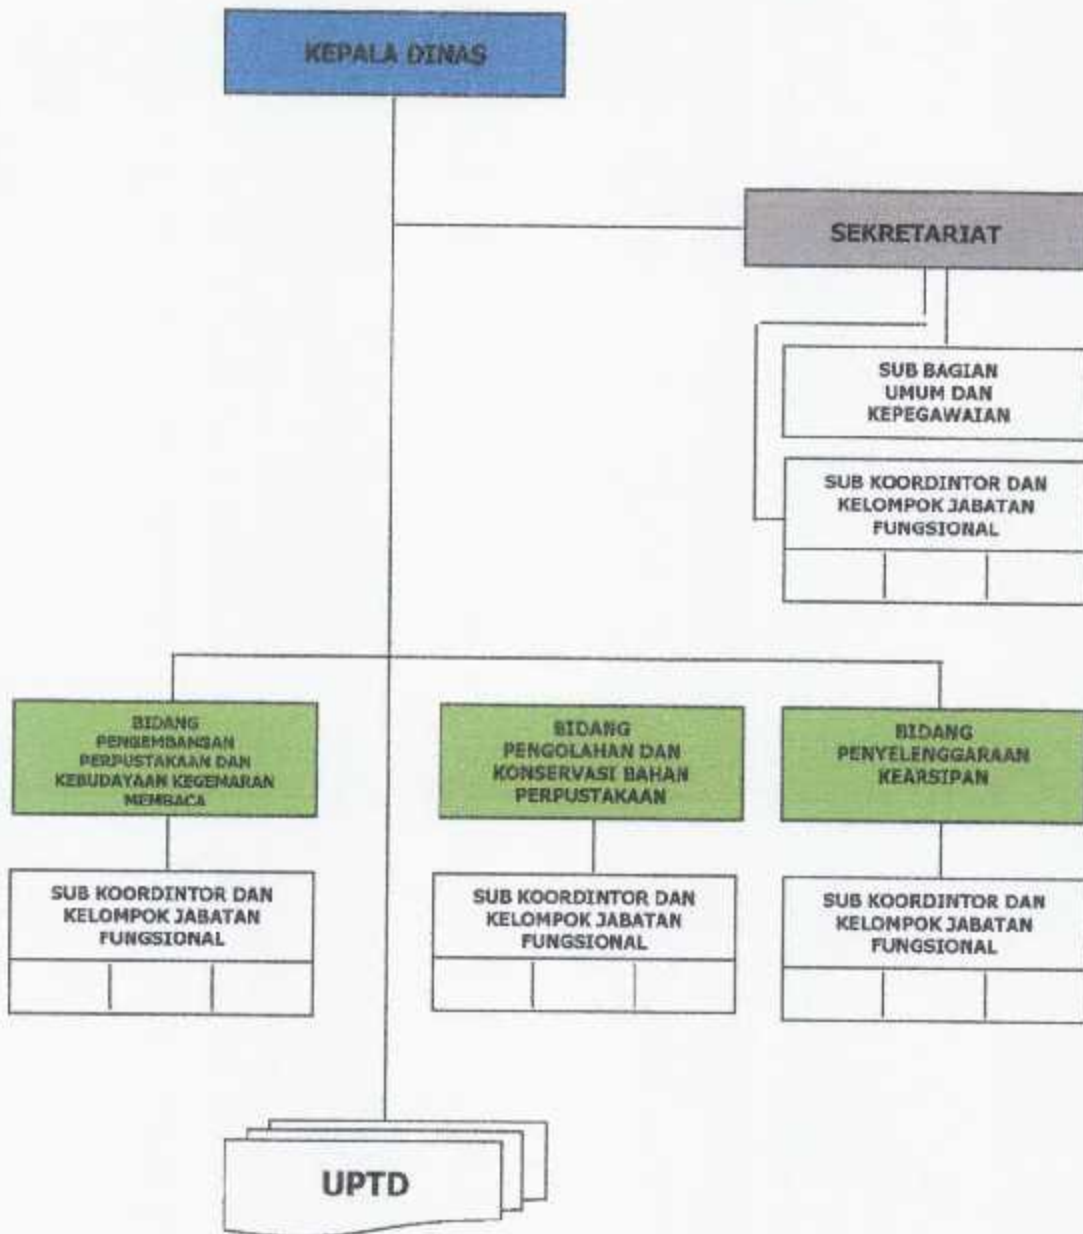 KEPALA DINAS
SEKRETARIAT
SUB BAGIAN
UMUM DAN
KEPEGAWAIAN
SUB KOORDINTOR DAN
KELOMPOK JABATAN
FUNGSIONAL
BIDANG
PENGEMBANGAN
PERPUSTAKAAN DAN
KEBUDAYAAN KEGEMARAN
MEMBACA
BIDANG
PENGOLAHAN DAN
KONSERVASI BAHAN
PERPUSTAKAAN
BIDANG
PENYELENGGARAAN
KEARSIPAN
SUB KOORDINTOR DAN
KELOMPOK JABATAN
FUNGSIONAL
SUB KOORDINTOR DAN
KELOMPOK JABATAN
FUNGSIONAL
SUB KOORDINTOR DAN
KELOMPOK JABATAN
FUNGSIONAL
UPTD